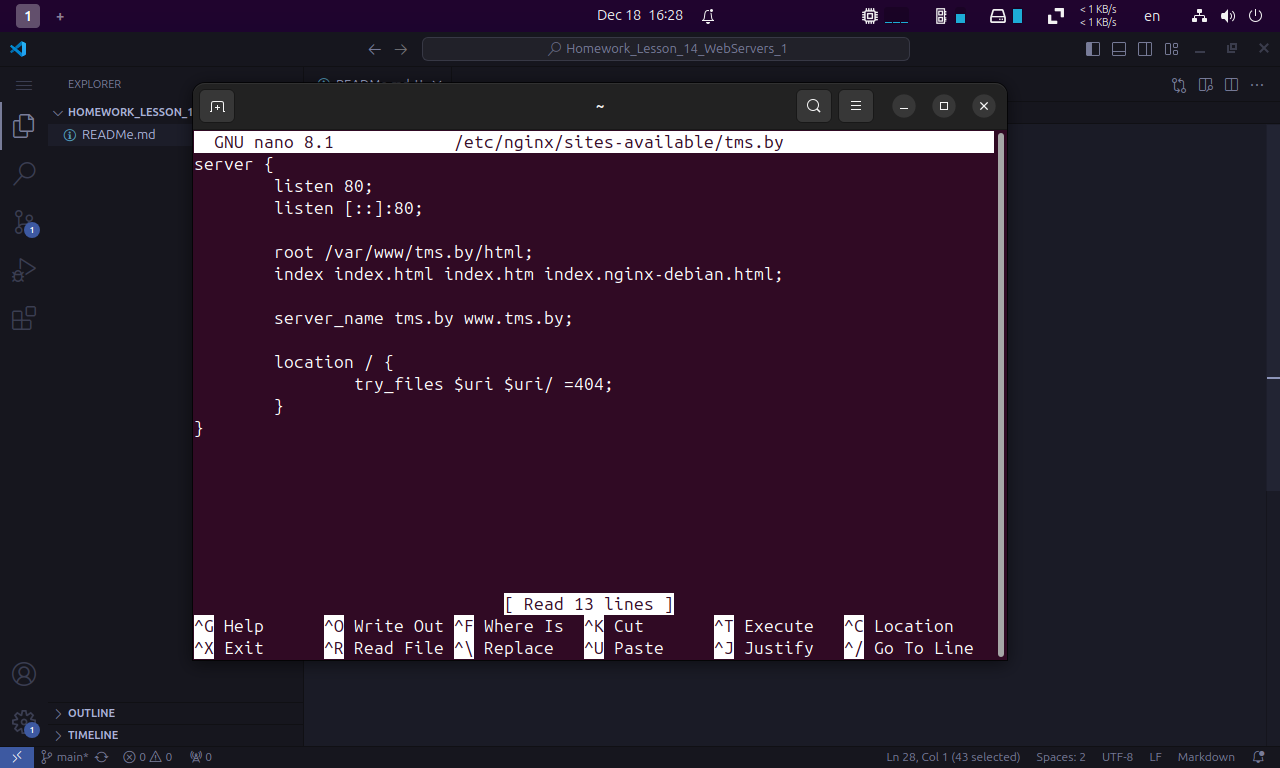 1 +
Dec 18 16:28
< 1 KB/s
< 1 KB/s
en
Homework_Lesson_14_WebServers_1
EXPLORER
HOMEWORK_LESSON_1
READMe.md
~
GNU nano 8.1 /etc/nginx/sites-available/tms.by
server {
listen 80;
listen [::]:80;
root /var/www/tms.by/html;
index index.html index.htm index.nginx-debian.html;
server_name tms.by www.tms.by;
location / {
try_files $uri $uri/ =404;
}
}
[ Read 13 lines ]
^G Help ^O Write Out ^F Where Is ^K Cut ^T Execute ^C Location
^X Exit ^R Read File ^\ Replace ^U Paste ^J Justify ^/ Go To Line
1
1
OUTLINE
TIMELINE
main* 0 0 0 Ln 28, Col 1 (43 selected) Spaces: 2 UTF-8 LF Markdown